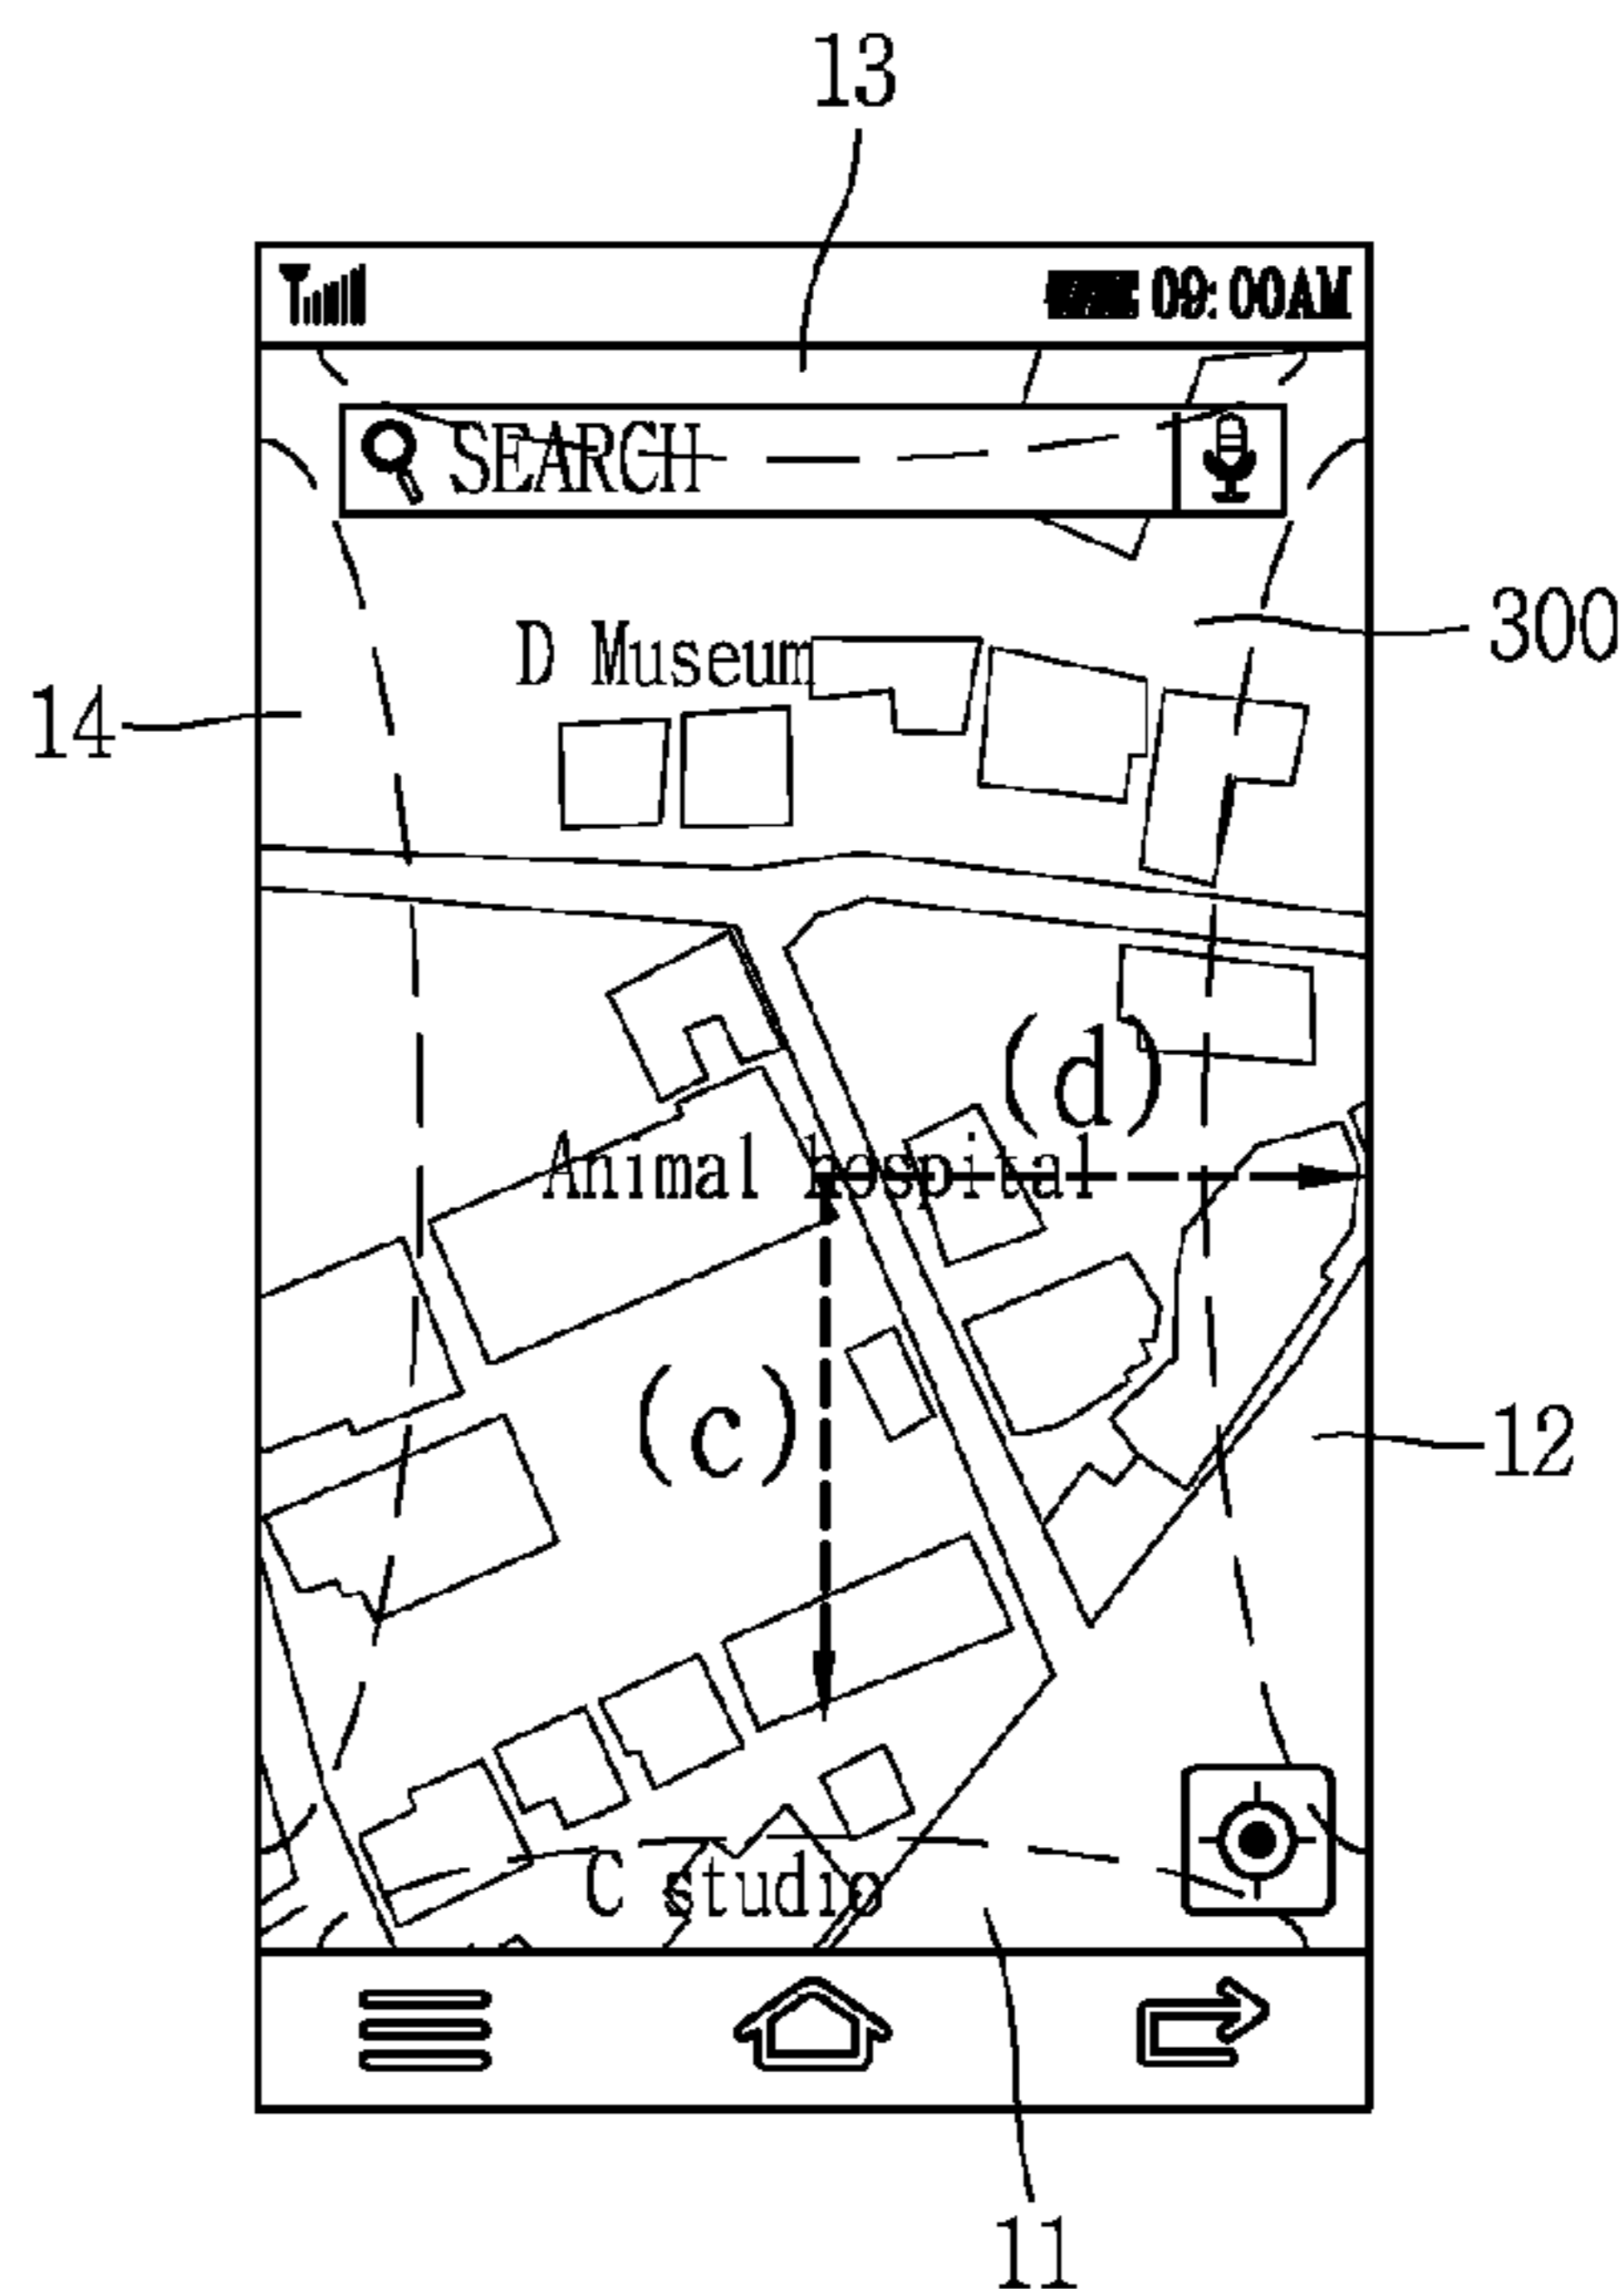 13
09:00AM
SEARCH
300
D Museum
14
(d)
Animal hospital
(c)
12
C studio
11